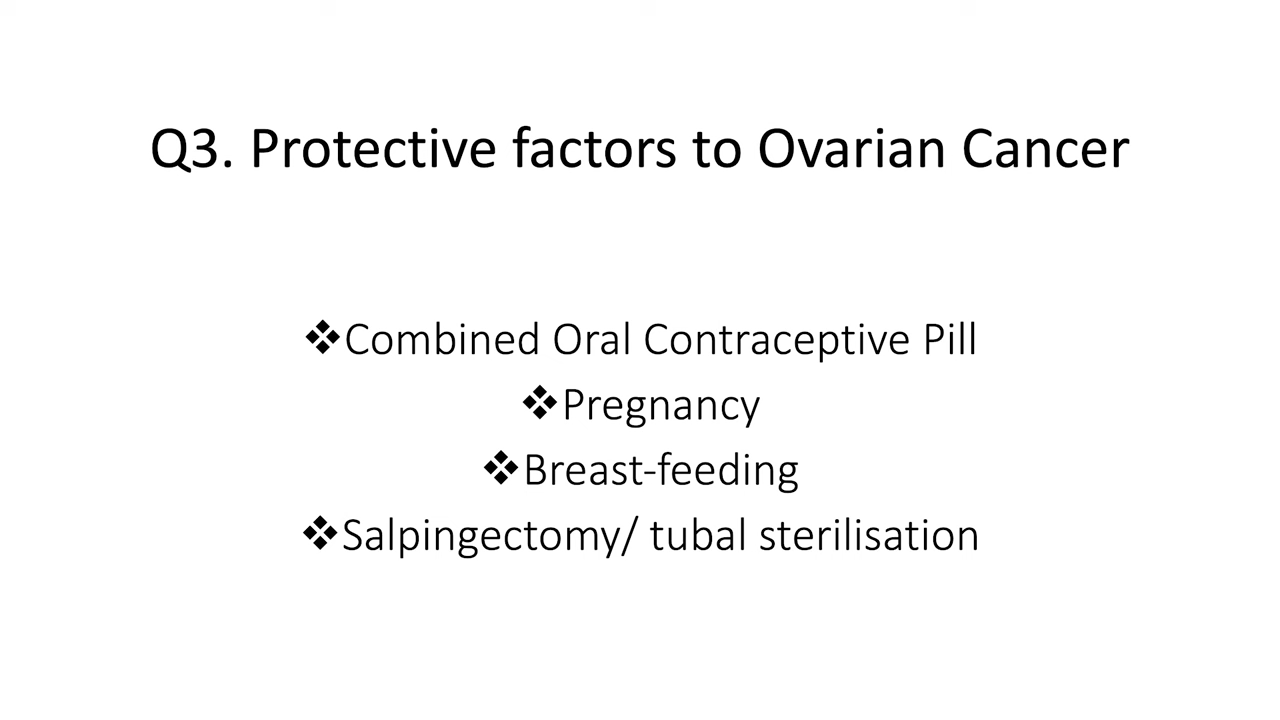 Q3. Protective factors to Ovarian Cancer
❖Combined Oral Contraceptive Pill
❖Pregnancy
❖Breast-feeding
❖Salpingectomy/ tubal sterilisation